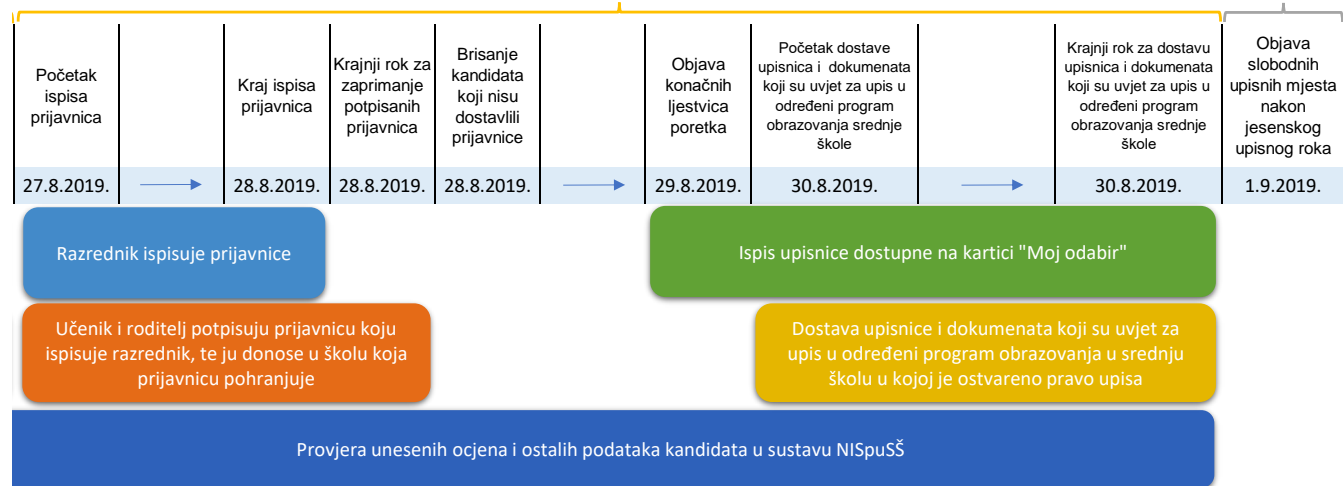 Početak
ispisa
prijavnica
Kraj ispisa
prijavnica
Krajnji rok za
zaprimanje
potpisanih
prijavnica
Brisanje
kandidata
koji nisu
dostavlili
prijavnice
Objava
konačnih
ljestvica
poretka
Početak dostave
upisnica i dokumenata
koji su uvjet za upis u
određeni program
obrazovanja srednje
škole
Krajnji rok za dostavu
upisnica i dokumenata
koji su uvjet za upis u
određeni program
obrazovanja srednje
škole
Objava
slobodnih
upisnih mjesta
nakon
jesenskog
upisnog roka
27.8.2019. 28.8.2019. 28.8.2019. 28.8.2019. 29.8.2019. 30.8.2019. 30.8.2019. 1.9.2019.
Razrednik ispisuje prijavnice
Ispis upisnice dostupne na kartici "Moj odabir"
Učenik i roditelj potpisuju prijavnicu koju
ispisuje razrednik, te ju donose u školu koja
prijavnicu pohranjuje
Dostava upisnice i dokumenata koji su uvjet za
upis u određeni program obrazovanja u srednju
školu u kojoj je ostvareno pravo upisa
Provjera unesenih ocjena i ostalih podataka kandidata u sustavu NISpuSŠ